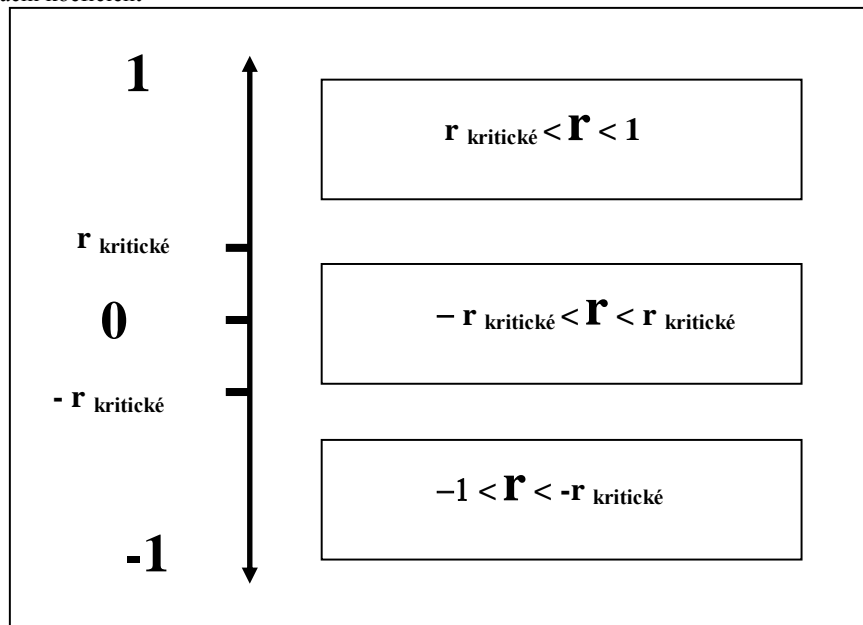 1
r kritické < r < 1
r kritické
0
– r kritické < r < r kritické
- r kritické
–1 < r < -r kritické
-1